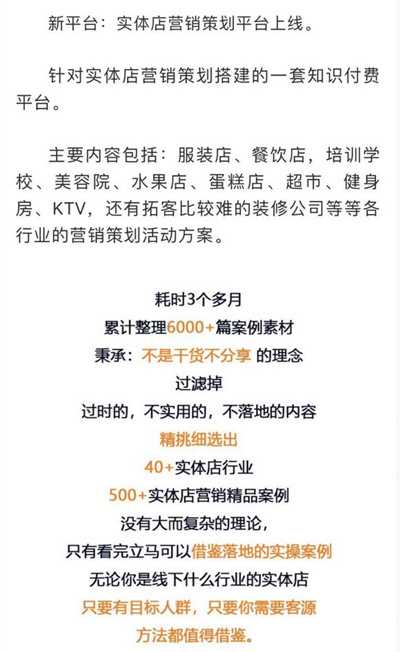 新平台：实体店营销策划平台上线。
针对实体店营销策划搭建的一套知识付费
平台。
主要内容包括：服装店、餐饮店，培训学
校、美容院、水果店、蛋糕店、超市、健身
房、KTV，还有拓客比较难的装修公司等等各
行业的营销策划活动方案。
耗时3个多月
累计整理6000+篇案例素材
秉承：不是干货不分享 的理念
过滤掉
过时的，不实用的，不落地的内容
精挑细选出
40+实体店行业
500+实体店营销精品案例
没有大而复杂的理论，
只有看完立马可以借鉴落地的实操案例
无论你是线下什么行业的实体店
只要有目标人群，只要你需要客源
方法都值得借鉴。